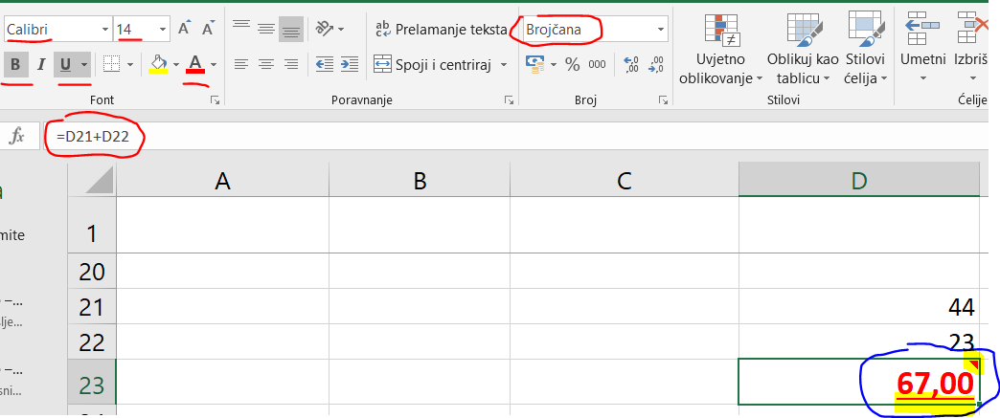 Calibri 14 A A ab c Prelamanje teksta Brojčana
B I U A Spoji i centriraj % 000 ,0 ,00 ,00 ,0 Uvjetno oblikovanje Oblikuj kao tablicu Stilovi ćelija Umetni Izbriš
Font Poravnanje Broj Stilovi Ćelije
fx =D21+D22
A B C D
mite 1
20
–...
lje... 21 44
22 23
–...
sni... 23 67,00